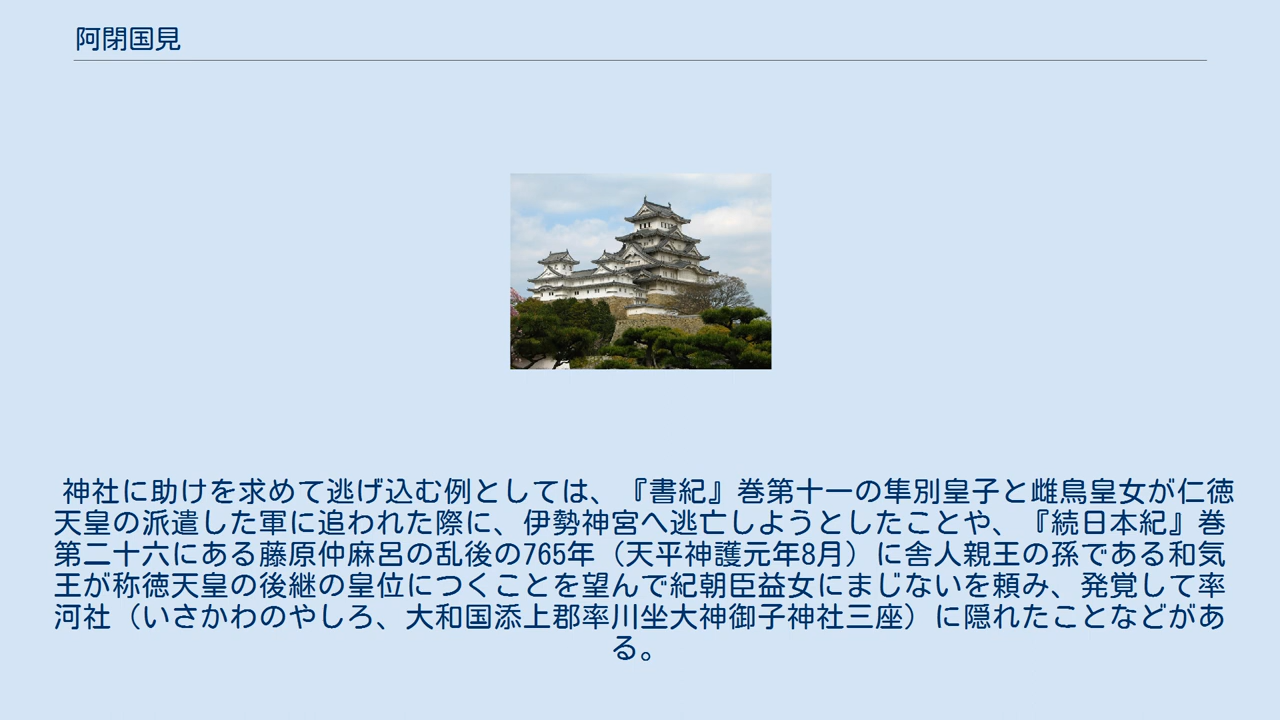 阿閉国見
神社に助けを求めて逃げ込む例としては、『書紀』巻第十一の隼別皇子と雌鳥皇女が仁徳
天皇の派遣した軍に追われた際に、伊勢神宮へ逃亡しようとしたことや、『続日本紀』巻
第二十六にある藤原仲麻呂の乱後の765年（天平神護元年8月）に舎人親王の孫である和気
王が称徳天皇の後継の皇位につくことを望んで紀朝臣益女にまじないを頼み、発覚して率
河社（いさかわのやしろ、大和国添上郡率川坐大神御子神社三座）に隠れたことなどがあ
る。